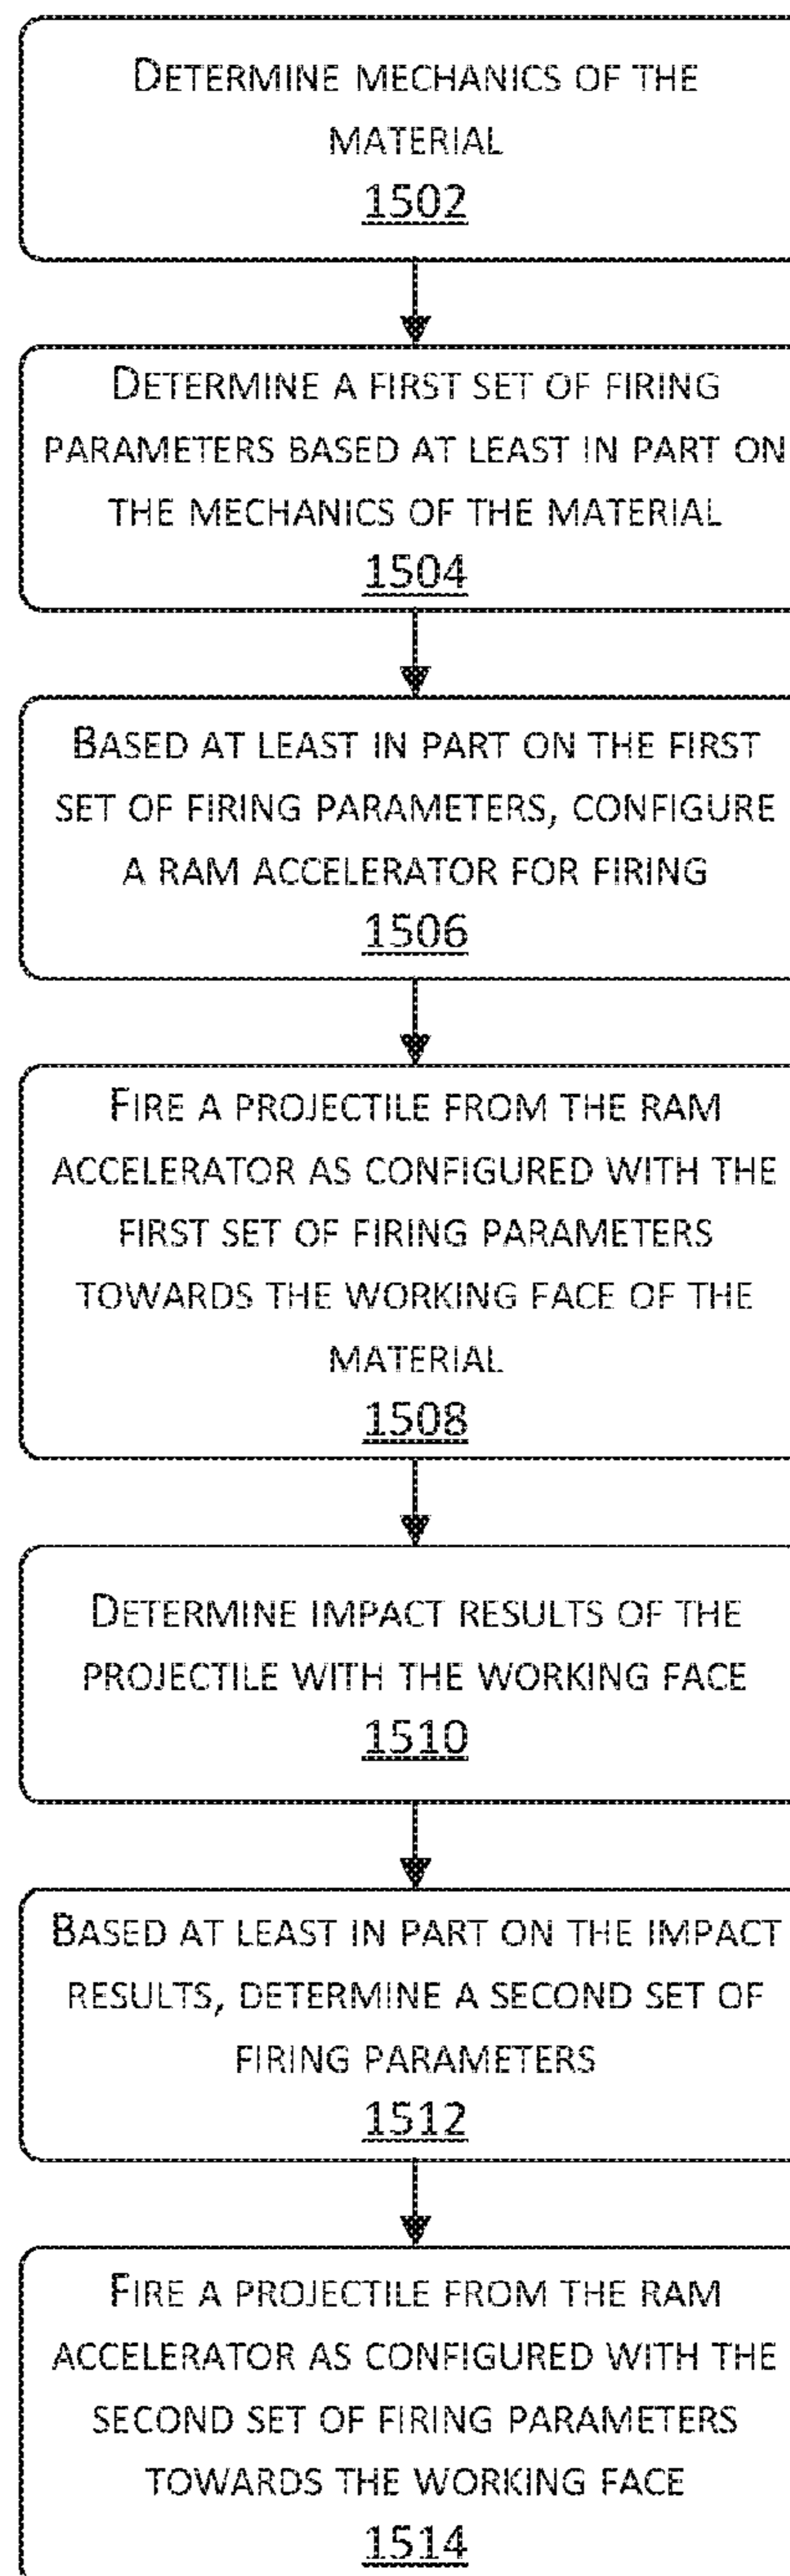 DETERMINE MECHANICS OF THE
MATERIAL
1502
DETERMINE A FIRST SET OF FIRING
PARAMETERS BASED AT LEAST IN PART ON
THE MECHANICS OF THE MATERIAL
1504
BASED AT LEAST IN PART ON THE FIRST
SET OF FIRING PARAMETERS, CONFIGURE
A RAM ACCELERATOR FOR FIRING
1506
FIRE A PROJECTILE FROM THE RAM
ACCELERATOR AS CONFIGURED WITH THE
FIRST SET OF FIRING PARAMETERS
TOWARDS THE WORKING FACE OF THE
MATERIAL
1508
DETERMINE IMPACT RESULTS OF THE
PROJECTILE WITH THE WORKING FACE
1510
BASED AT LEAST IN PART ON THE IMPACT
RESULTS, DETERMINE A SECOND SET OF
FIRING PARAMETERS
1512
FIRE A PROJECTILE FROM THE RAM
ACCELERATOR AS CONFIGURED WITH THE
SECOND SET OF FIRING PARAMETERS
TOWARDS THE WORKING FACE
1514